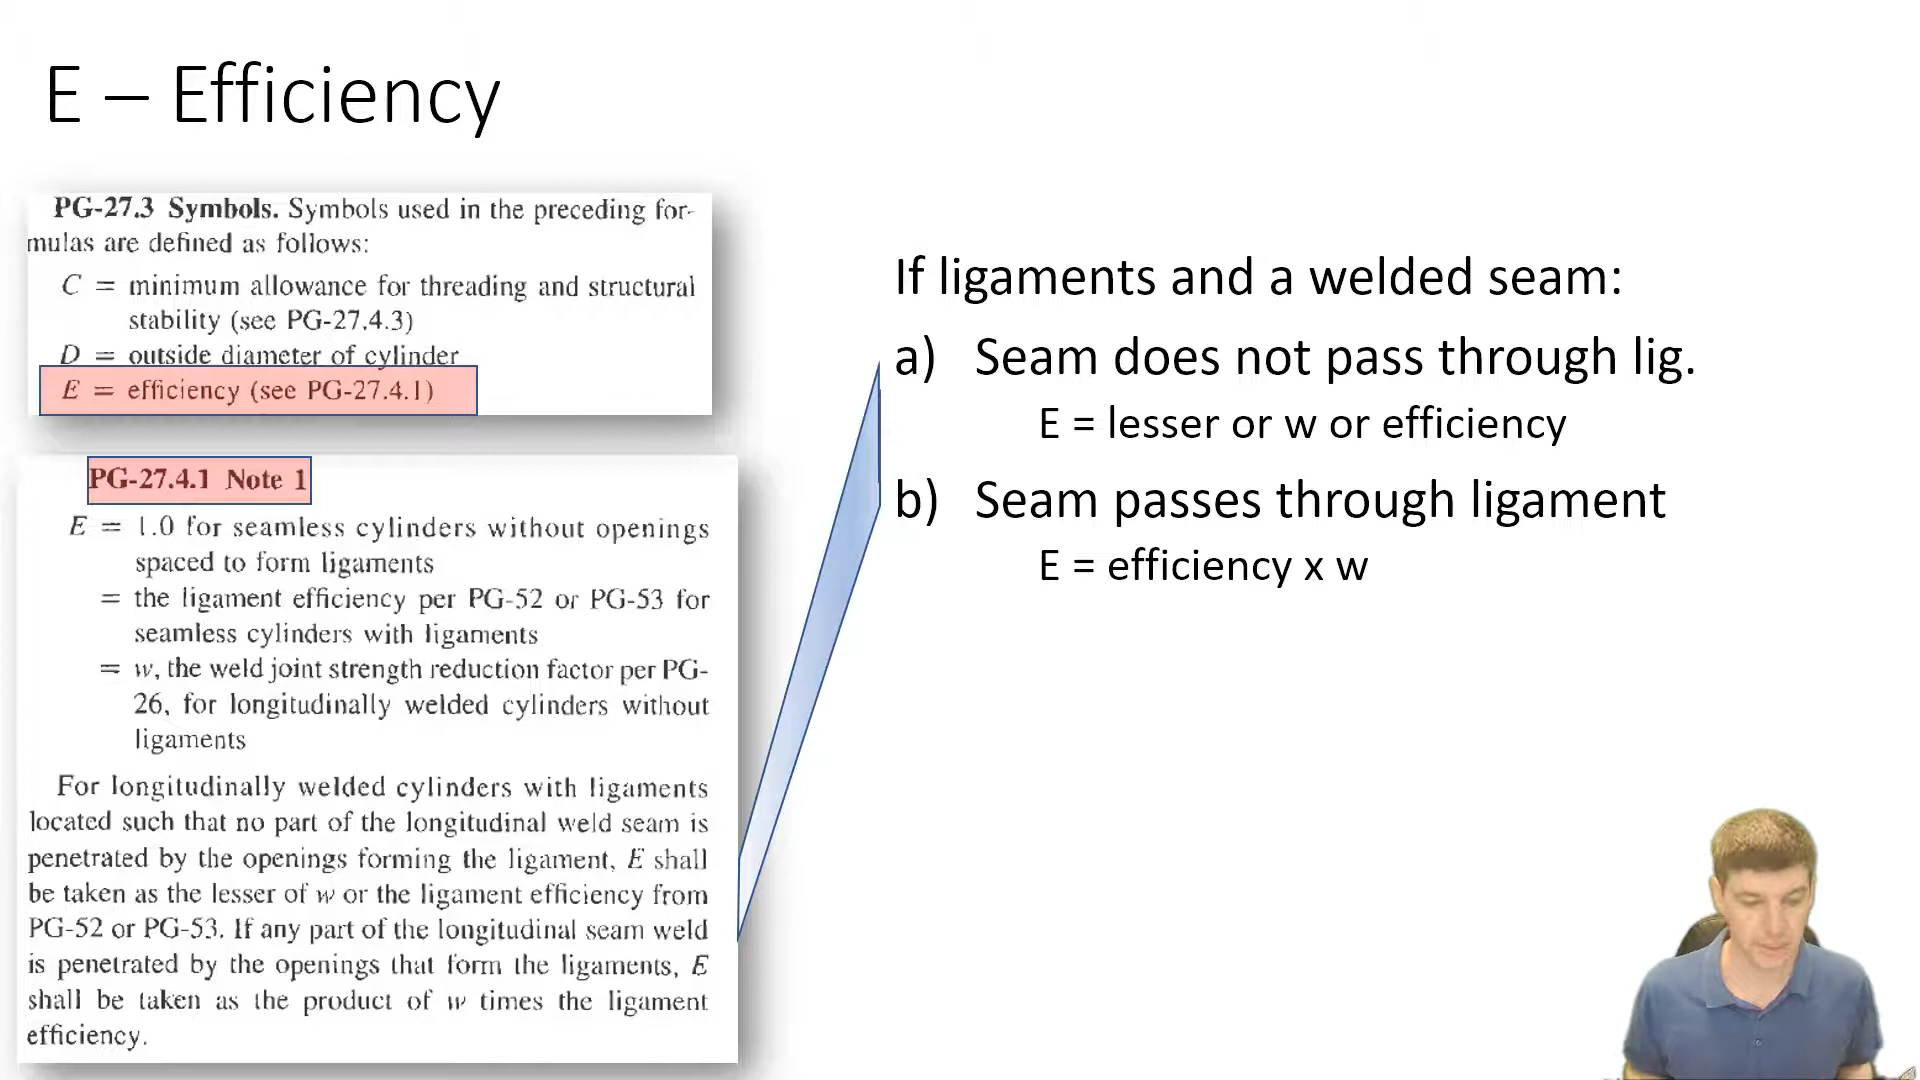 E – Efficiency
PG-27.3 Symbols. Symbols used in the preceding for-
mulas are defined as follows:
C = minimum allowance for threading and structural
stability (see PG-27.4.3)
D = outside diameter of cylinder
E = efficiency (see PG-27.4.1)
PG-27.4.1 Note 1
E = 1.0 for seamless cylinders without openings
spaced to form ligaments
= the ligament efficiency per PG-52 or PG-53 for
seamless cylinders with ligaments
= w, the weld joint strength reduction factor per PG-
26, for longitudinally welded cylinders without
ligaments
For longitudinally welded cylinders with ligaments
located such that no part of the longitudinal weld seam is
penetrated by the openings forming the ligament, E shall
be taken as the lesser of w or the ligament efficiency from
PG-52 or PG-53. If any part of the longitudinal seam weld
is penetrated by the openings that form the ligaments, E
shall be taken as the product of w times the ligament
efficiency.
If ligaments and a welded seam:
a) Seam does not pass through lig.
E = lesser or w or efficiency
b) Seam passes through ligament
E = efficiency x w